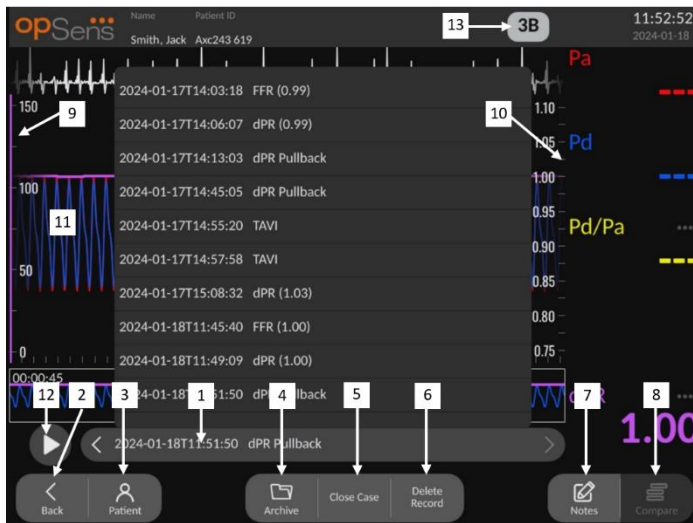 opSens
Name Patient ID
Smith, Jack Axc243 619
13
3B
11:52:52
2024-01-18
Pa
150
9
10
1.10
1.05
Pd
1.00
100
11
0.95
Pd/Pa
0.90
50
0.85
0.80
0
0.75
2024-01-17T14:03:18 FFR (0.99)
2024-01-17T14:06:07 dPR (0.99)
2024-01-17T14:13:03 dPR Pullback
2024-01-17T14:45:05 dPR Pullback
2024-01-17T14:55:20 TAVI
2024-01-17T14:57:58 TAVI
2024-01-17T15:08:32 dPR (1.03)
2024-01-18T11:45:40 FFR (1.00)
2024-01-18T11:49:09 dPR (1.00)
00:00:45
12 2 3 1 4 5 6 7 8
2024-01-18T11:51:50 dPR Pullback
1.00
Back Patient Archive Close Case Delete Record Notes Compare